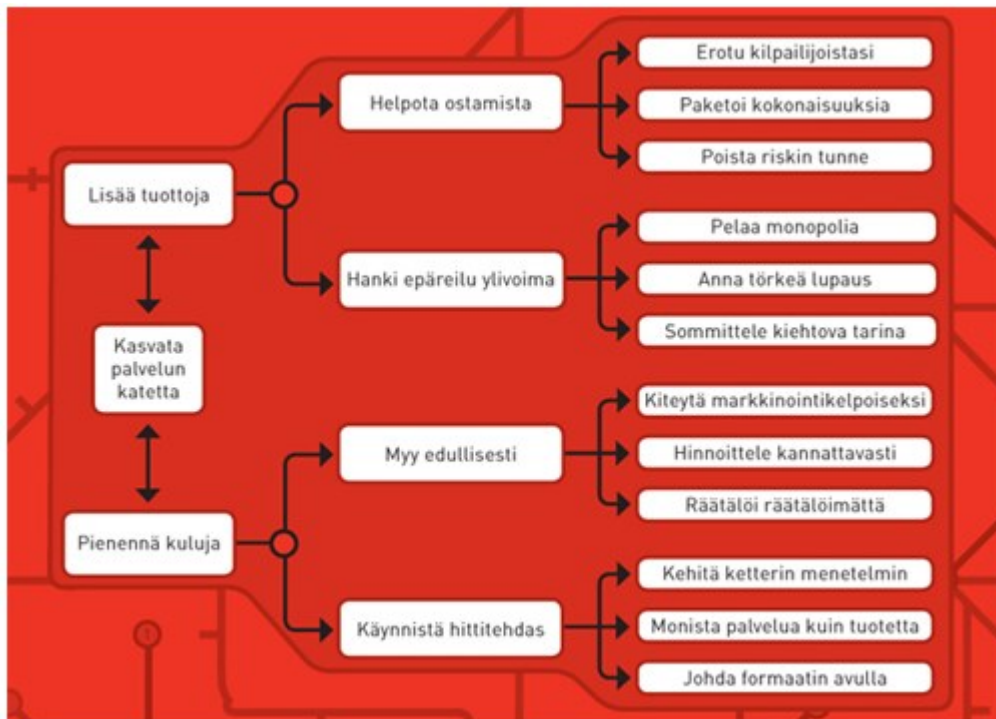 Lisää tuottoja
Kasvata
palvelun
katetta
Pienennä kuluja
Helpota ostamista
Hanki epäreilu ylivoima
Myy edullisesti
Käynnistä hittitehdas
Erotu kilpailijoistasi
Paketoi kokonaisuuksia
Poista riskin tunne
Pelaa monopolia
Anna törkeä lupaus
Sommittele kiehtova tarina
Kiteytä markkinointikelpoiseksi
Hinnoittele kannattavasti
Räätälöi räätälöimättä
Kehitä ketterin menetelmin
Monista palvelua kuin tuotetta
Johda formaatin avulla
1